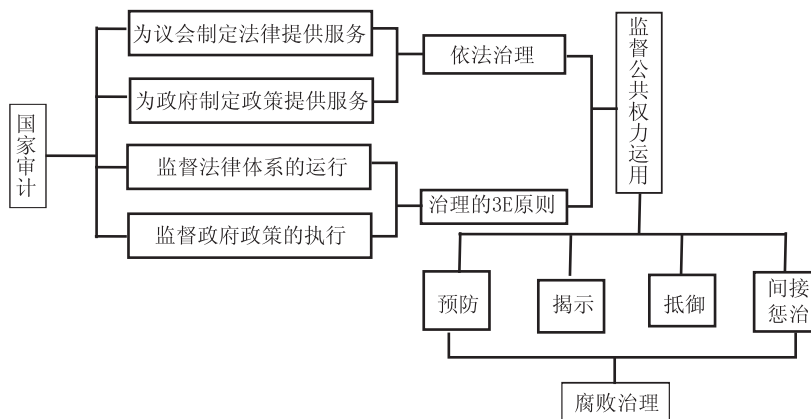 国家审计
为议会制定法律提供服务
为政府制定政策提供服务
监督法律体系的运行
监督政府政策的执行
依法治理
治理的3E原则
监督公共权力运用
预防
揭示
抵御
间接
惩治
腐败治理